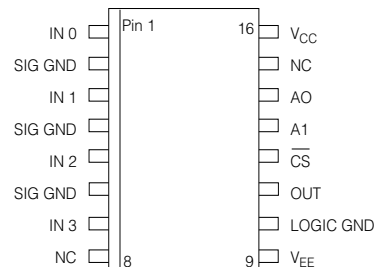 IN 0 Pin 1 16 VCC
SIG GND NC
IN 1 AO
SIG GND A1
IN 2 CS
SIG GND OUT
IN 3 LOGIC GND
NC 8 9 VEE